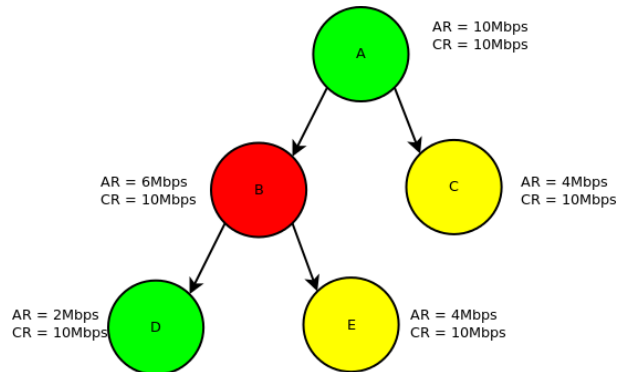 A
AR = 10Mbps
CR = 10Mbps
AR = 6Mbps
CR = 10Mbps
B
C
AR = 4Mbps
CR = 10Mbps
AR = 2Mbps
CR = 10Mbps
D
E
AR = 4Mbps
CR = 10Mbps